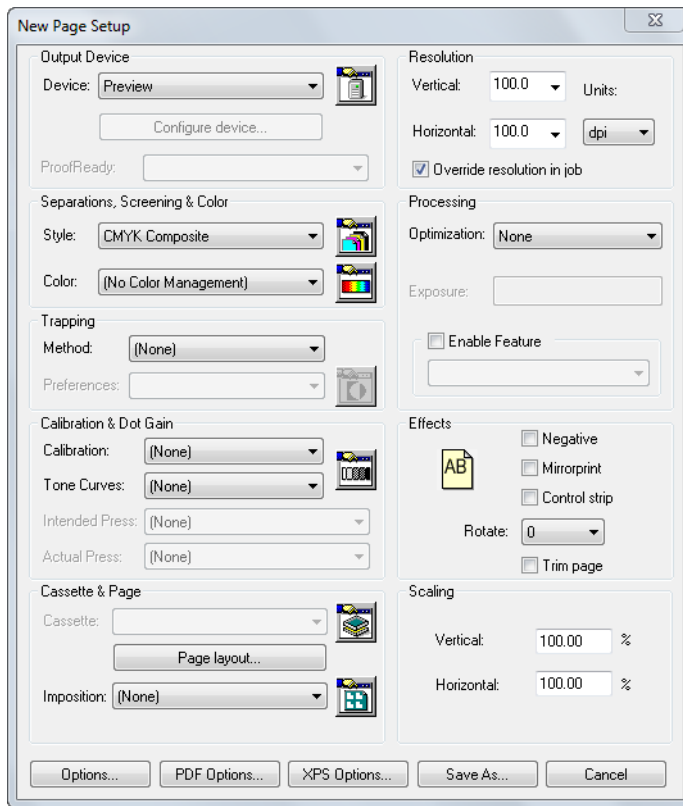 New Page Setup
Output Device
Device: Preview
Configure device...
ProofReady:
Separations, Screening & Color
Style: CMYK Composite
Color: (No Color Management)
Trapping
Method: (None)
Preferences:
Calibration & Dot Gain
Calibration: (None)
Tone Curves: (None)
Intended Press: (None)
Actual Press: (None)
Cassette & Page
Cassette:
Page layout...
Imposition: (None)
Resolution
Vertical: 100.0 Units:
Horizontal: 100.0 dpi
Override resolution in job
Processing
Optimization: None
Exposure:
Enable Feature
Effects
AB
Negative
Mirrorprint
Control strip
Rotate: 0
Trim page
Scaling
Vertical: 100.00 %
Horizontal: 100.00 %
Options... PDF Options... XPS Options... Save As... Cancel